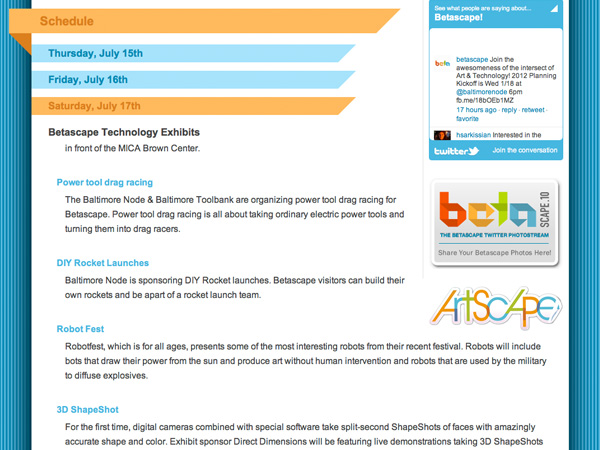 Schedule
Thursday, July 15th
Friday, July 16th
Saturday, July 17th
Betascape Technology Exhibits
in front of the MICA Brown Center.
Power tool drag racing
The Baltimore Node & Baltimore Toolbank are organizing power tool drag racing for
Betascape. Power tool drag racing is all about taking ordinary electric power tools and
turning them into drag racers.
DIY Rocket Launches
Baltimore Node is sponsoring DIY Rocket launches. Betascape visitors can build their
own rockets and be apart of a rocket launch team.
Robot Fest
Robotfest, which is for all ages, presents some of the most interesting robots from their recent festival. Robots will include
bots that draw their power from the sun and produce art without human intervention and robots that are used by the military
to diffuse explosives.
3D ShapeShot
For the first time, digital cameras combined with special software take split-second ShapeShots of faces with amazingly
accurate shape and color. Exhibit sponsor Direct Dimensions will be featuring live demonstrations taking 3D ShapeShots
See what people are saying about...
Betascape!
beta
betascape Join the
awesomeness of the intersect of
Art & Technology! 2012 Planning
Kickoff is Wed 1/18 at
@baltimorenode 6pm
fb.me/18bOEb1MZ
17 hours ago · reply · retweet ·
favorite
hsarkissian Interested in the
twitter Join the conversation
beta SCAPE.10
THE BETASCAPE TWITTER PHOTOSTREAM
Share Your Betascape Photos Here!
ArtSCApe